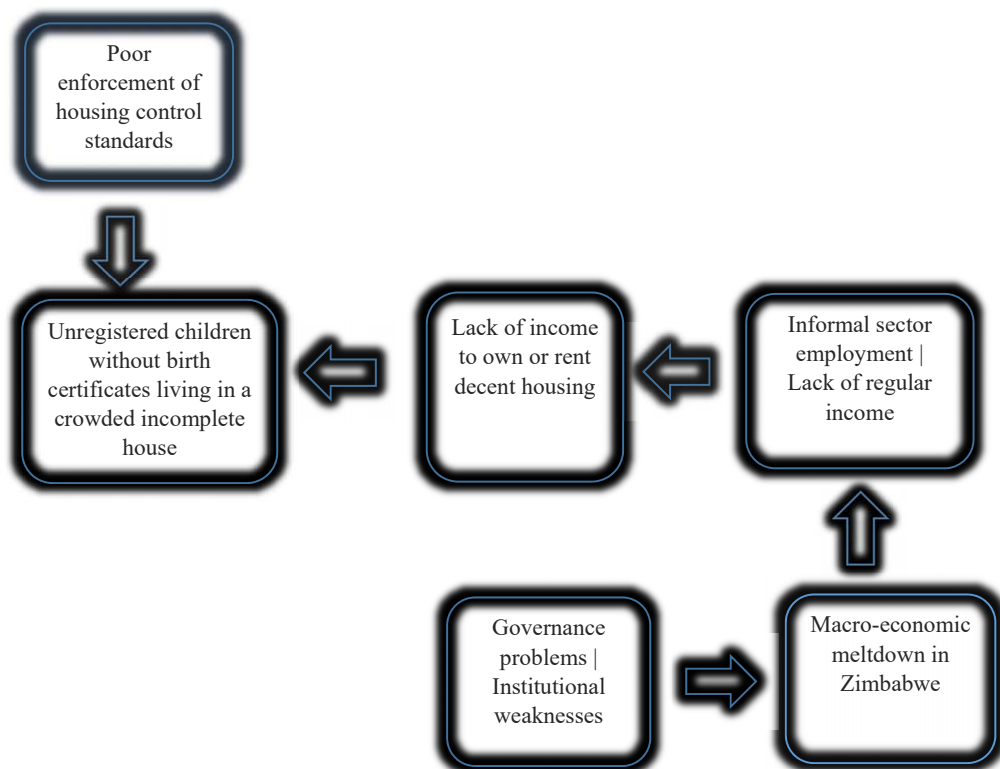 Poor
enforcement of
housing control
standards
Unregistered children
without birth
certificates living in a
crowded incomplete
house
Lack of income
to own or rent
decent housing
Informal sector
employment |
Lack of regular
income
Governance
problems |
Institutional
weaknesses
Macro-economic
meltdown in
Zimbabwe